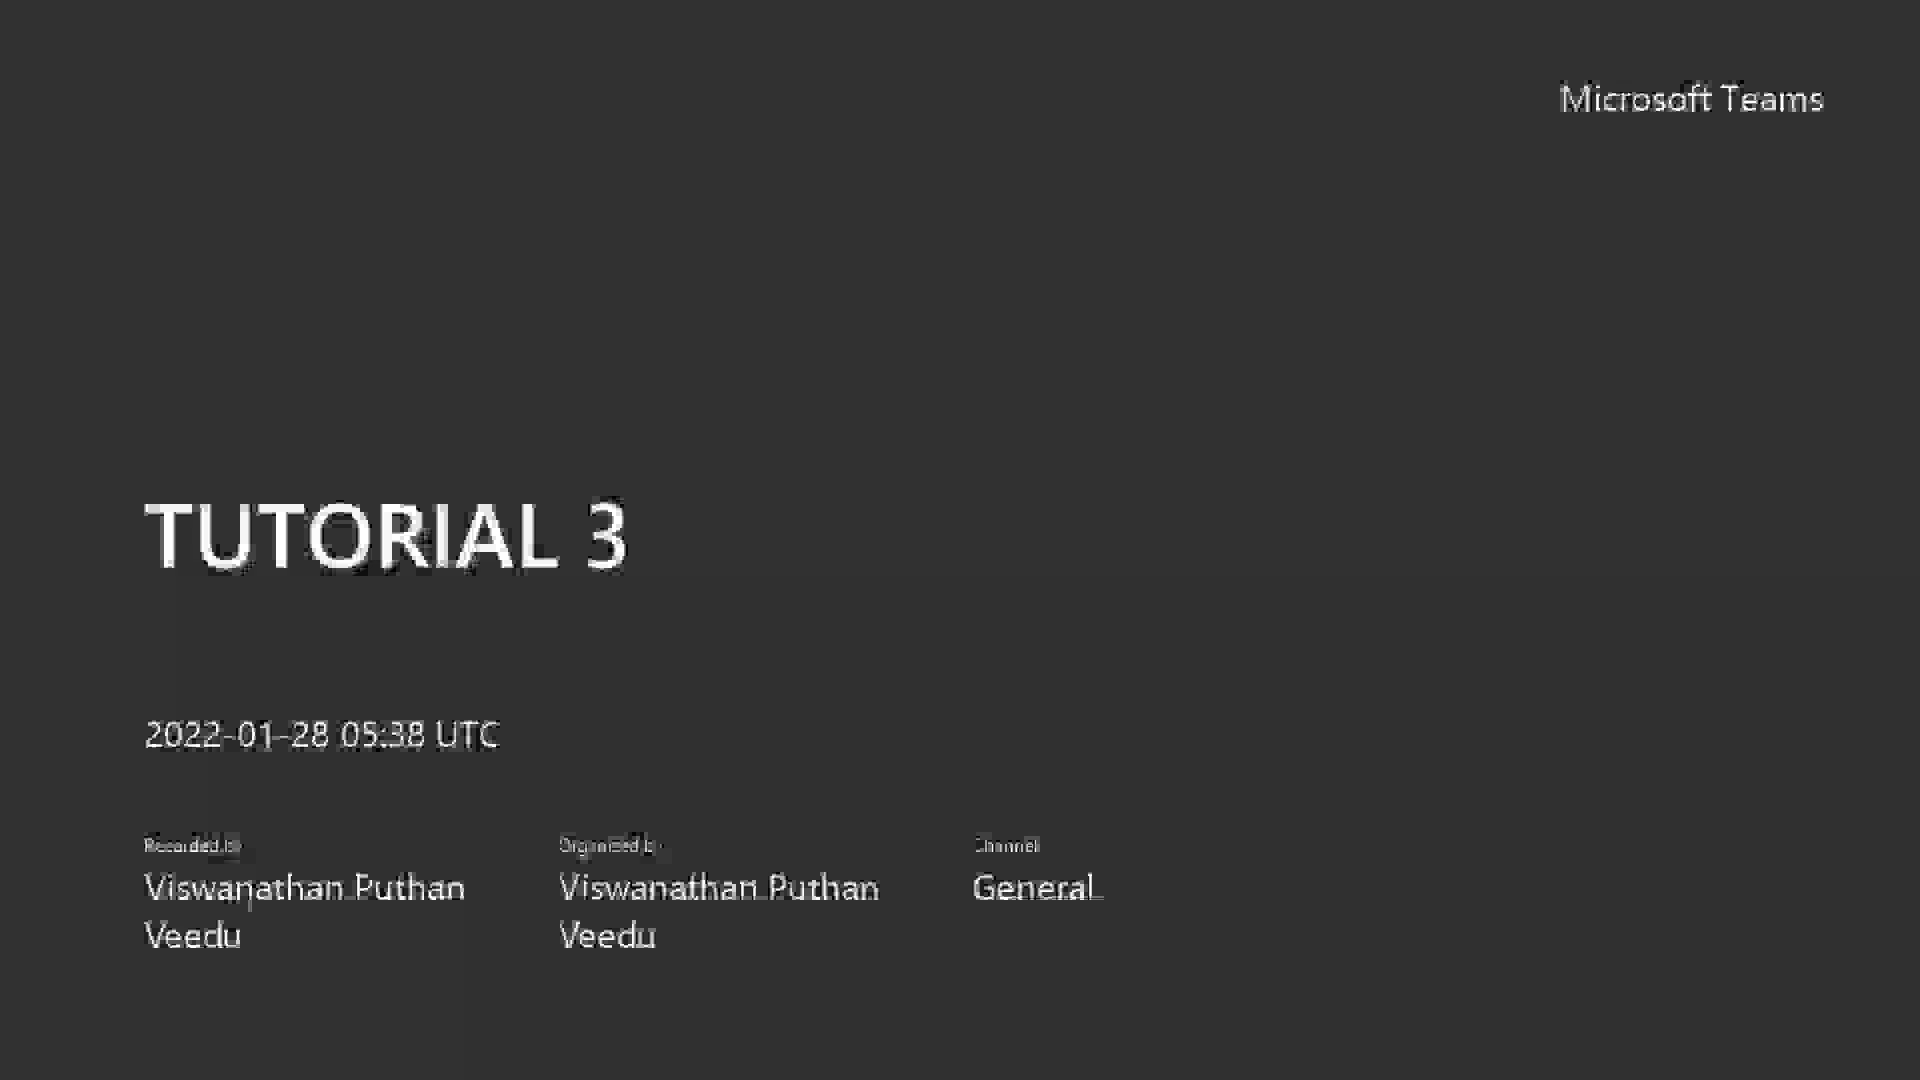 Microsoft Teams
TUTORIAL 3
2022-01-28 05:38 UTC
Recorded by
Organized by
Channel
Viswanathan Puthan
Viswanathan Puthan
General
Veedu
Veedu